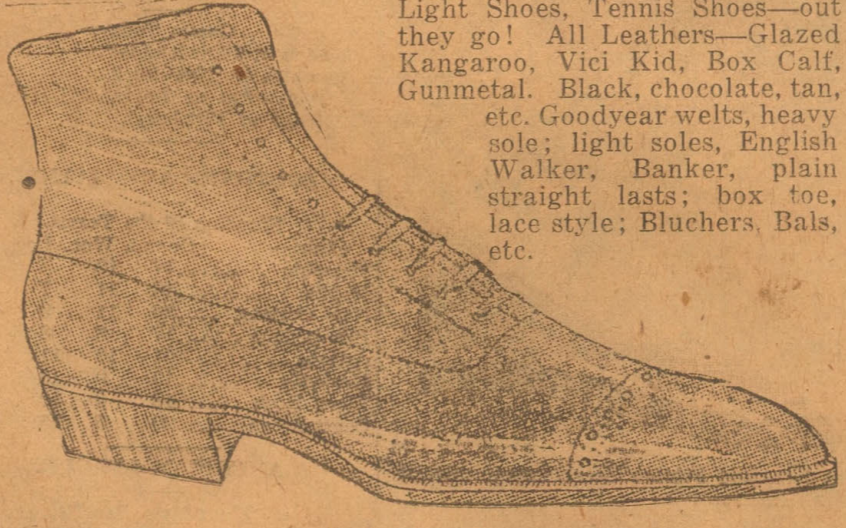 Light Shoes, Tennis Shoes—out
they go! All Leathers—Glazed
Kangaroo, Vici Kid, Box Calf,
Gunmetal. Black, chocolate, tan,
etc. Goodyear welts, heavy
sole; light soles, English
Walker, Banker, plain
straight lasts; box toe,
lace style; Bluchers, Bals,
etc.